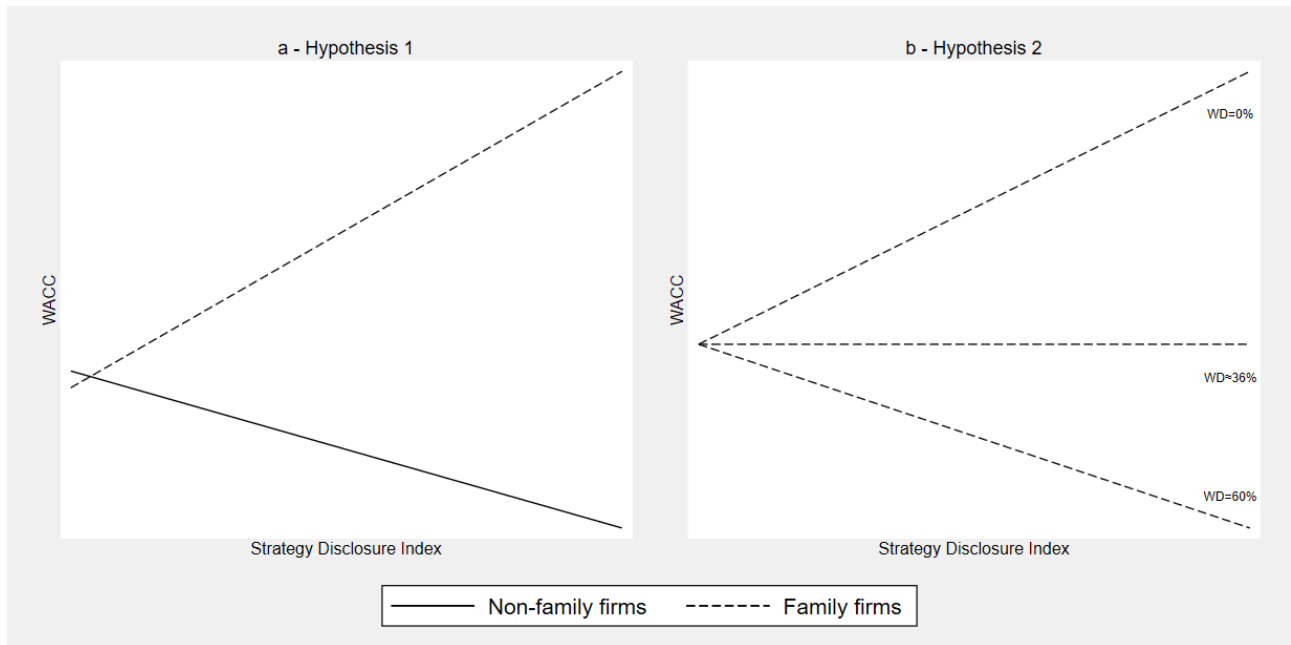 a - Hypothesis 1
WACC
Strategy Disclosure Index
b - Hypothesis 2
WACC
WD=0%
WD≈36%
WD=60%
Strategy Disclosure Index
Non-family firms
Family firms